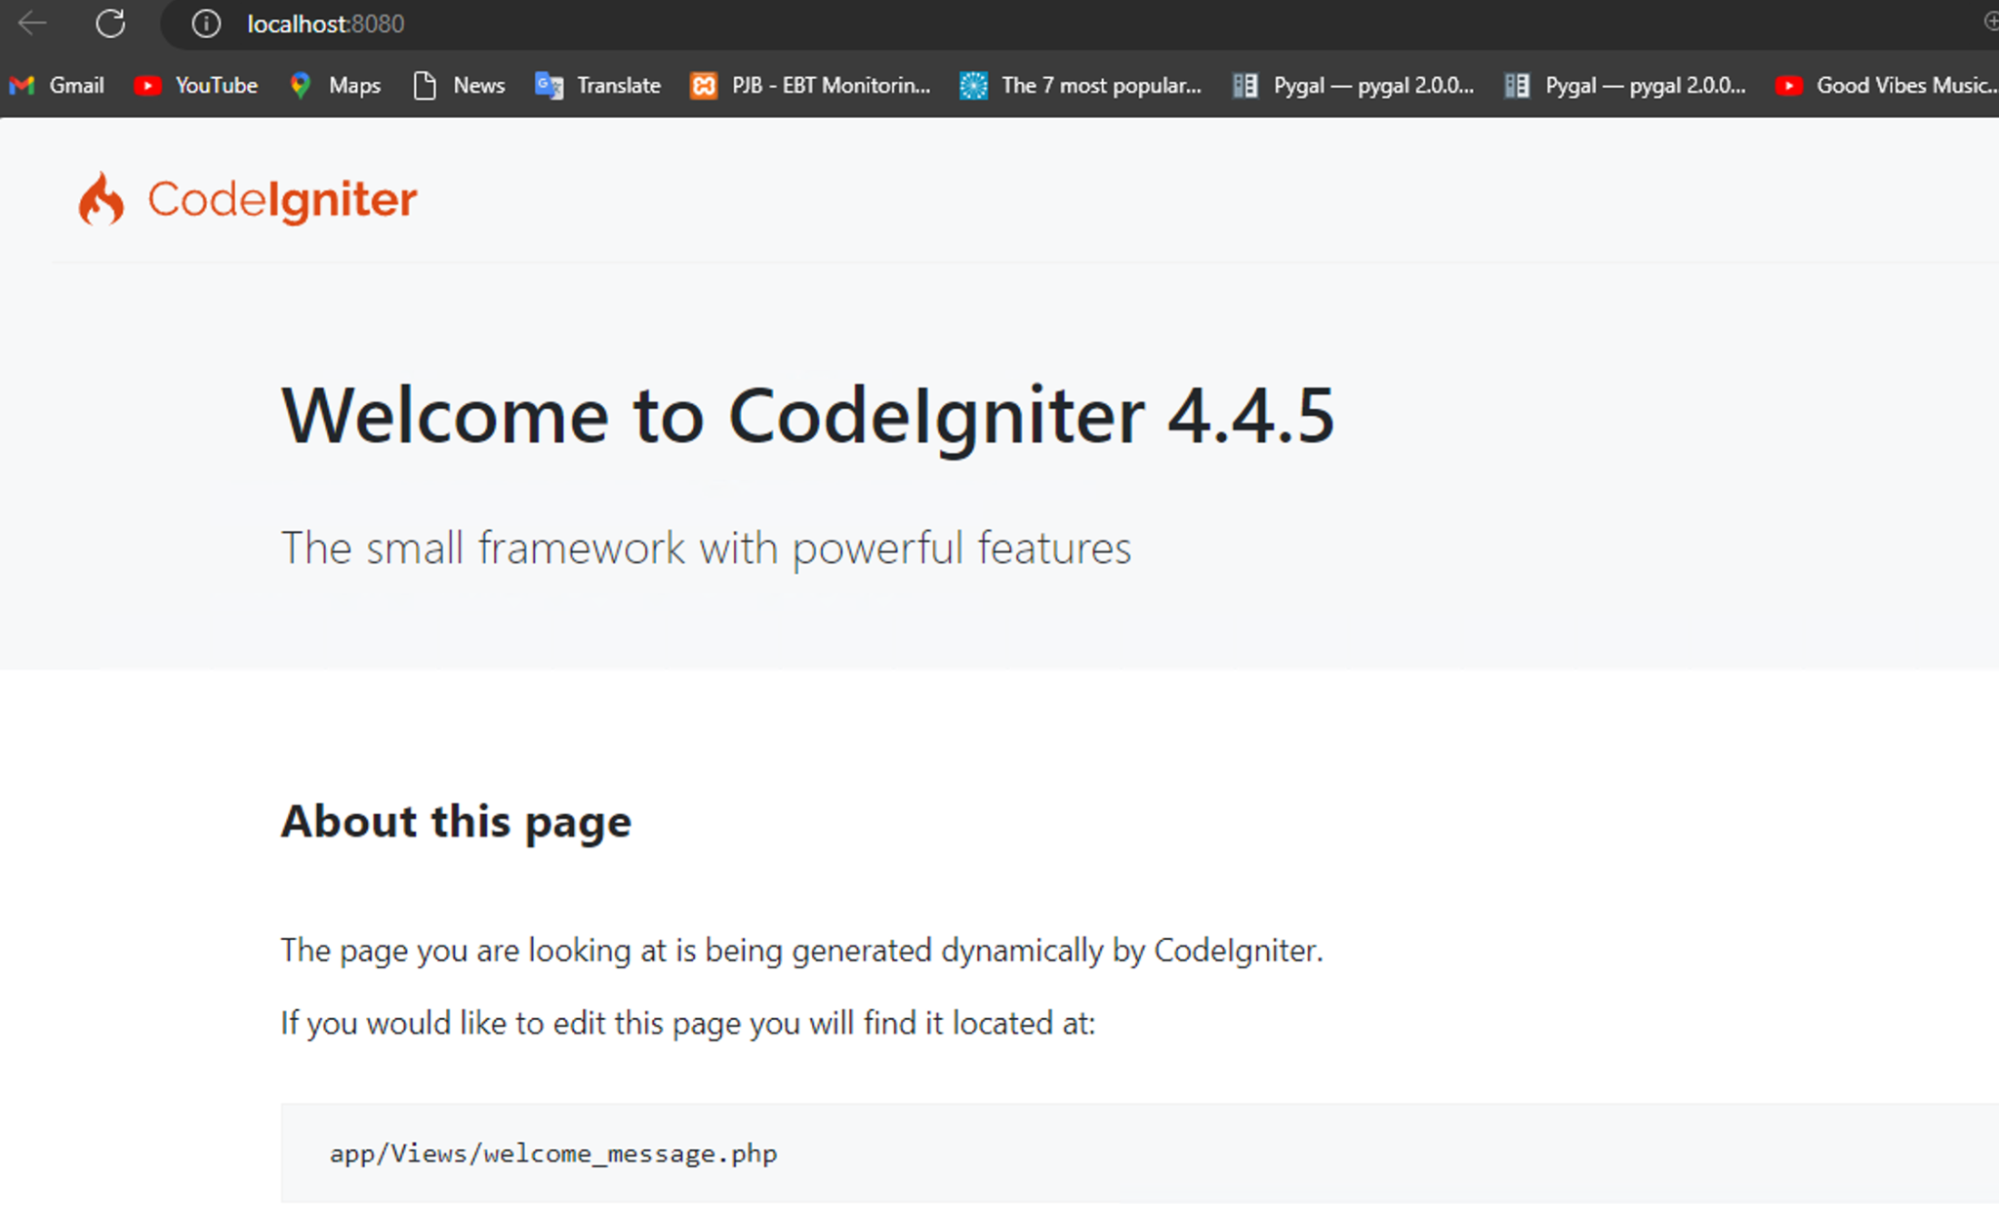 localhost:8080
Gmail YouTube Maps News Translate PJB - EBT Monitorin... The 7 most popular... Pygal — pygal 2.0.0... Pygal — pygal 2.0.0... Good Vibes Music...
CodeIgniter
Welcome to CodeIgniter 4.4.5
The small framework with powerful features
About this page
The page you are looking at is being generated dynamically by CodeIgniter.
If you would like to edit this page you will find it located at:
app/Views/welcome_message.php